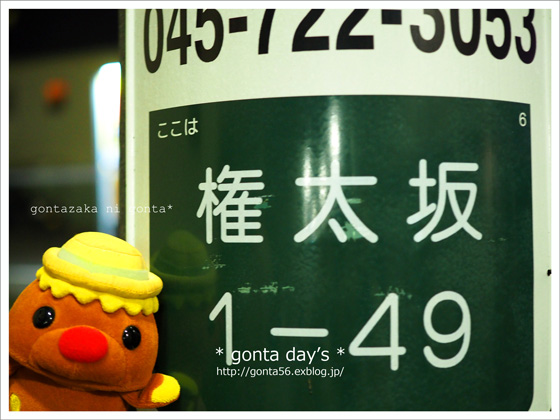 045-722-3053
ここは
6
権太坂
gontazaka ni gonta*
1-49
* gonta day's *
http://gonta56.exblog.jp/